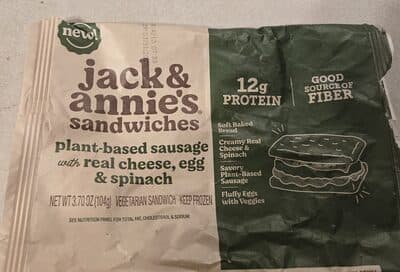 new!
jack &
annie's®
sandwiches
plant-based sausage
with real cheese, egg
& spinach
NET WT 3.70 OZ (104g) VEGETARIAN SANDWICH KEEP FROZEN
SEE NUTRITION PANEL FOR TOTAL FAT, CHOLESTEROL & SODIUM
12g
PROTEIN
GOOD
SOURCE OF
FIBER
Soft Baked
Bread
Creamy Real
Cheese &
Spinach
Savory
Plant-Based
Sausage
Fluffy Eggs
with Veggies